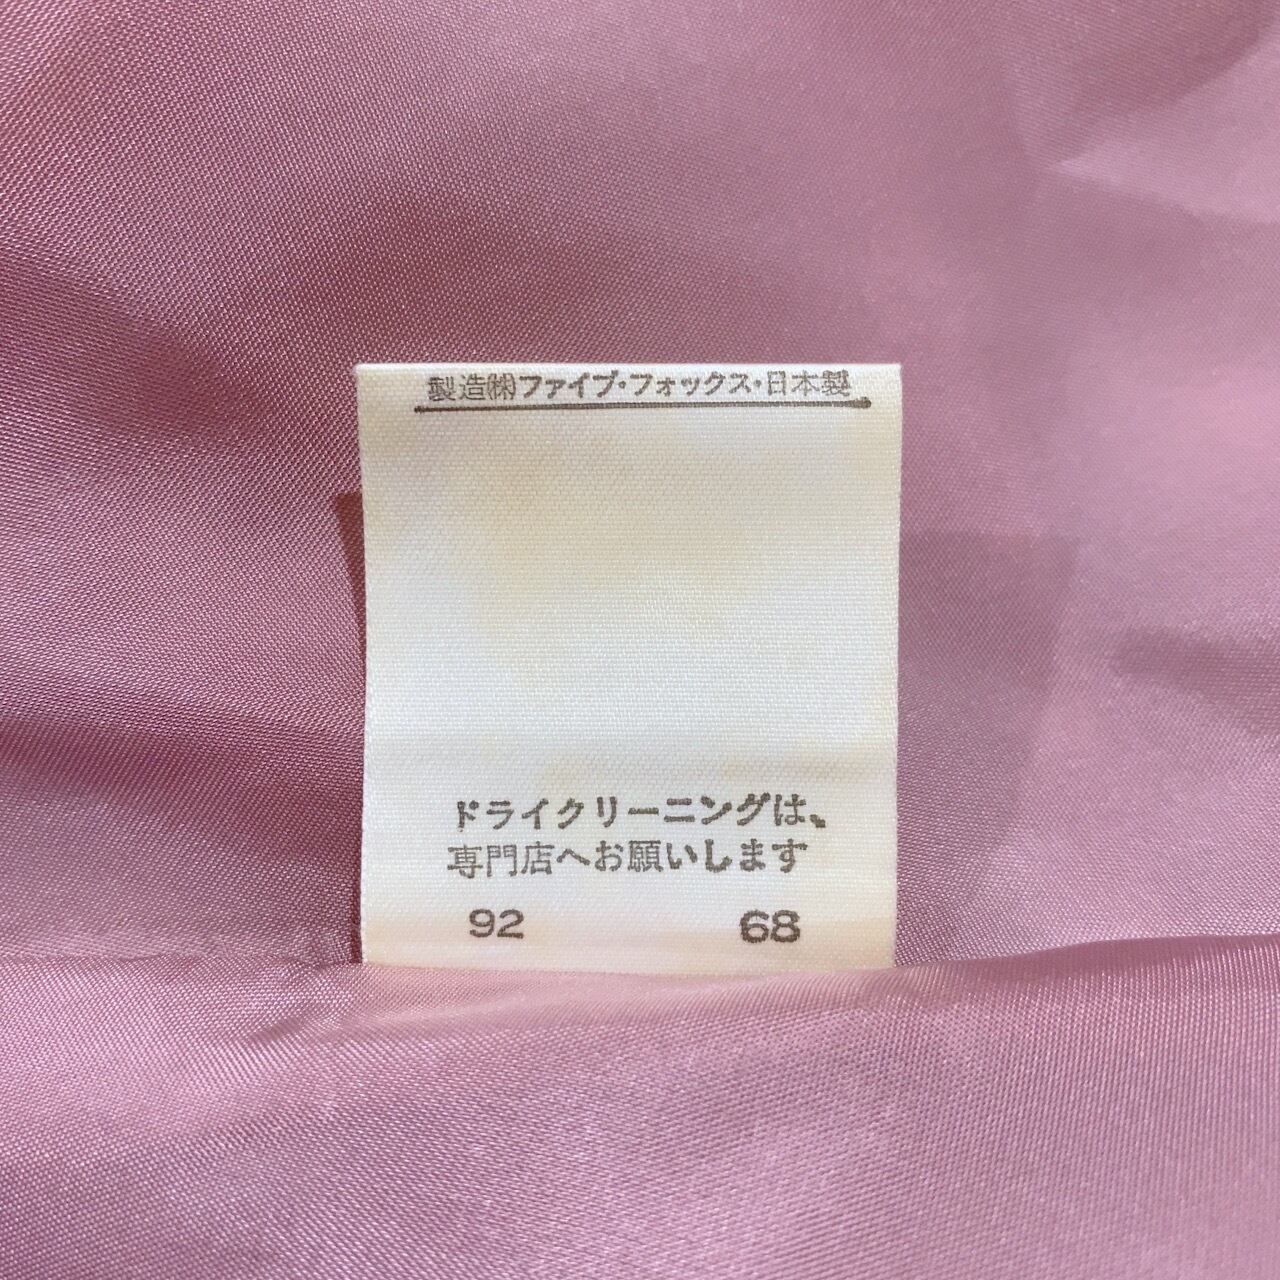 製造㈱ファイブ・フォックス・日本製
ドライクリーニングは、
専門店へお願いします
92 68